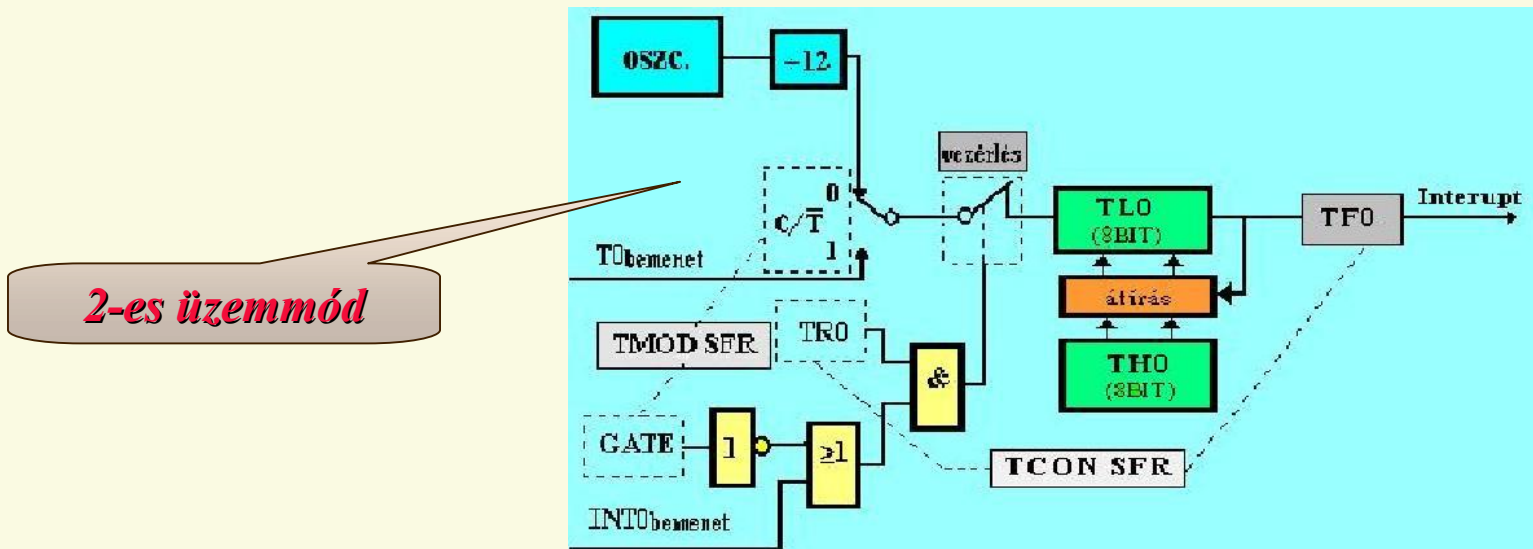 OSZC.
÷12
vezérlés
0
C/T̅
1
TL0
(8BIT)
TF0
Interupt
T0bemenet
átírás
2-es üzemmód
TMOD SFR
TR0
TH0
(8BIT)
&
GATE
1
≥1
TCON SFR
INT0bemenet